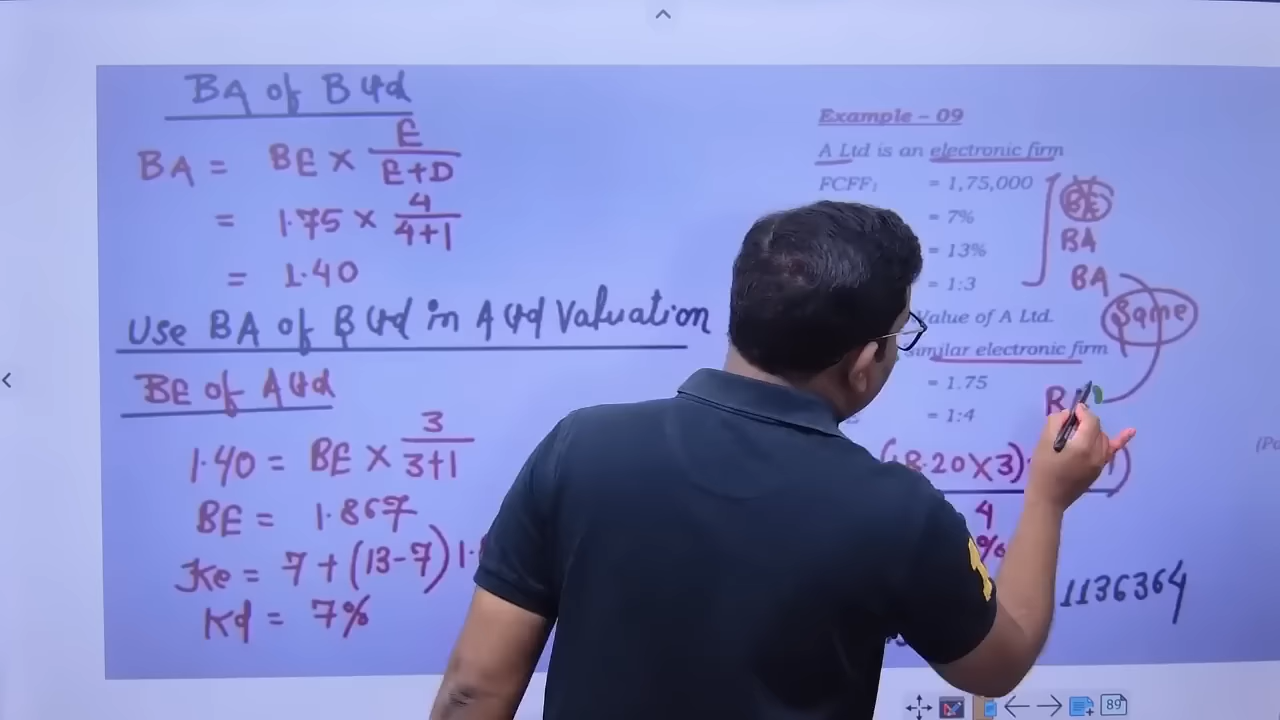 BA of B Ltd
BA = BE × E
E+D
= 1.75 × 4
4+1
= 1.40
Use BA of B Ltd in A Ltd Valuation
BE of A Ltd
1.40 = BE × 3
3+1
BE = 1.867
Ke = 7 + (13-7) 1.
Kd = 7%
Example – 09
A Ltd is an electronic firm
FCFF₁ = 1,75,000
= 7%
= 13%
= 1:3
Value of A Ltd.
similar electronic firm
= 1.75
= 1:4
BE
BA
BA
Same
(18.20×3)
4
%
1136364
89